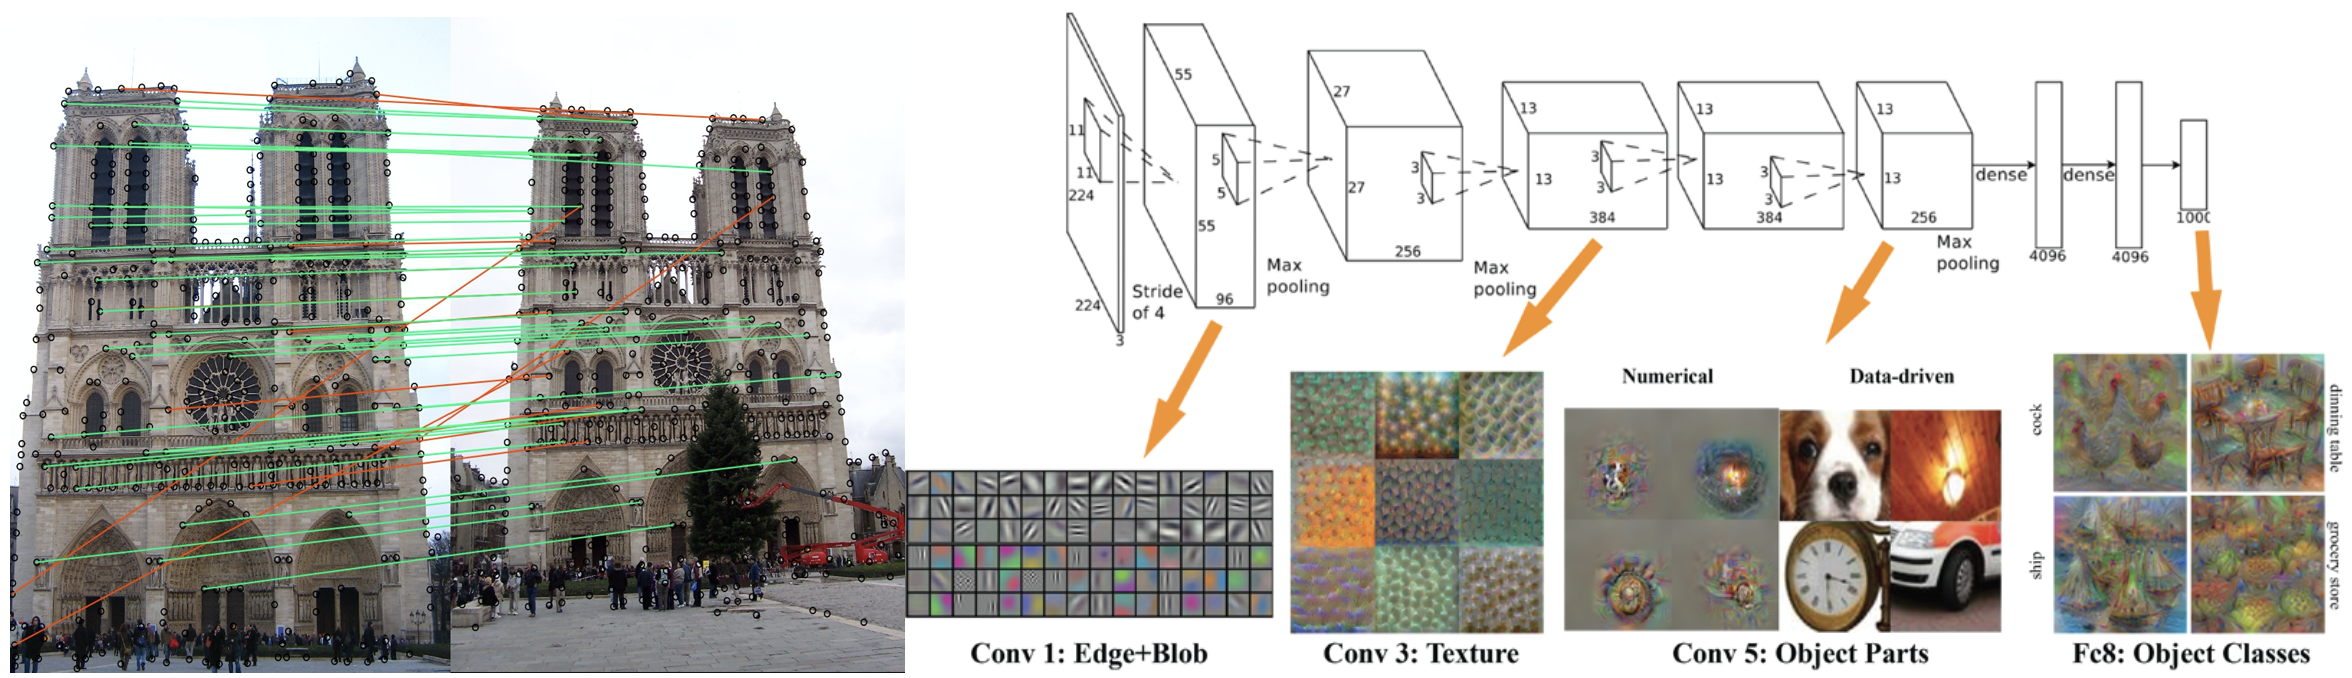 11
11
224
224
3
Stride
of 4
55
5
5
55
96
Max
pooling
27
3
3
27
256
Max
pooling
13
3
3
13
384
13
3
3
13
384
13
13
256
Max
pooling
dense
4096
dense
4096
1000
Numerical
Data-driven
cock
dinning table
ship
grocery store
Conv 1: Edge+Blob
Conv 3: Texture
Conv 5: Object Parts
Fc8: Object Classes